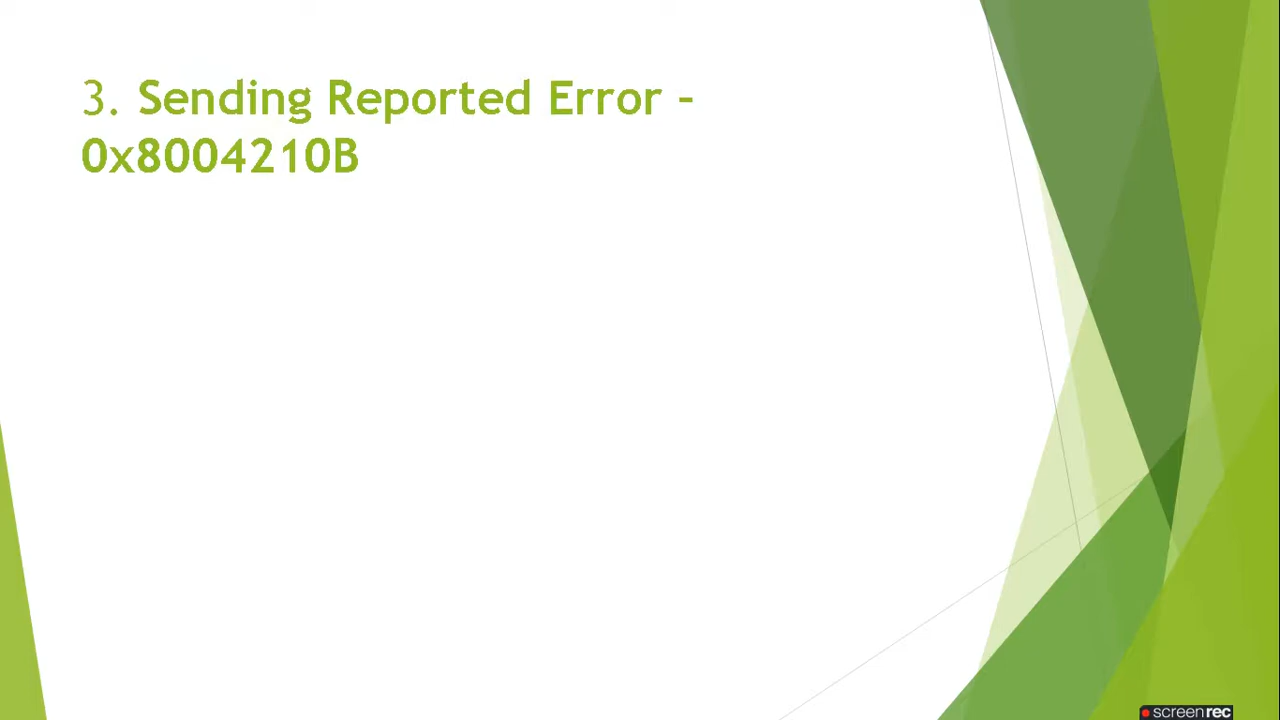 3. Sending Reported Error –
0x8004210B
screenrec